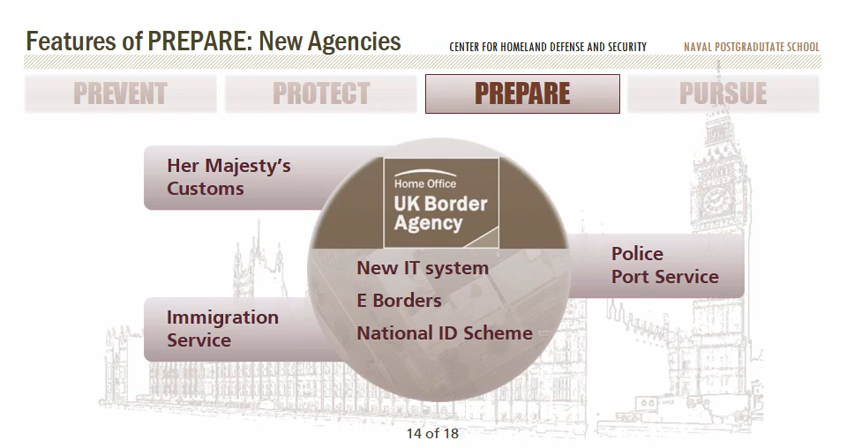 Features of PREPARE: New Agencies
CENTER FOR HOMELAND DEFENSE AND SECURITY
NAVAL POSTGRADUTATE SCHOOL
PREVENT
PROTECT
PREPARE
PURSUE
Her Majesty's
Customs
Home Office
UK Border
Agency
New IT system
E Borders
National ID Scheme
Police
Port Service
Immigration
Service
14 of 18